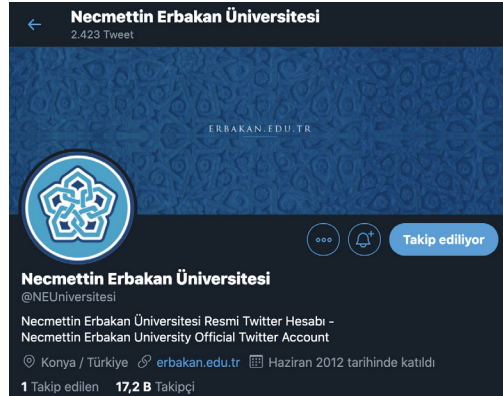 Necmettin Erbakan Üniversitesi
2.423 Tweet
ERBAKAN.EDU.TR
Takip ediliyor
Necmettin Erbakan Üniversitesi
@NEUniversitesi
Necmettin Erbakan Üniversitesi Resmi Twitter Hesabı -
Necmettin Erbakan University Official Twitter Account
Konya / Türkiye erbakan.edu.tr Haziran 2012 tarihinde katıldı
1 Takip edilen 17,2 B Takipçi